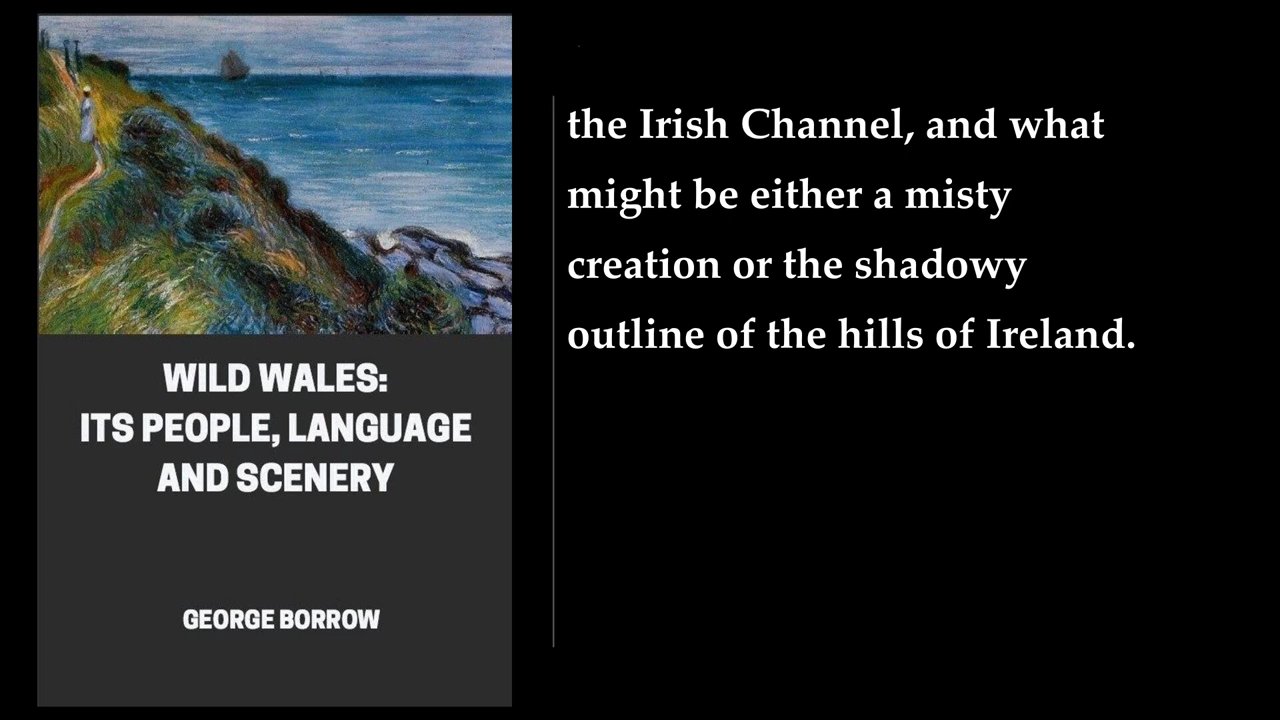 WILD WALES:
ITS PEOPLE, LANGUAGE
AND SCENERY
GEORGE BORROW
the Irish Channel, and what
might be either a misty
creation or the shadowy
outline of the hills of Ireland.